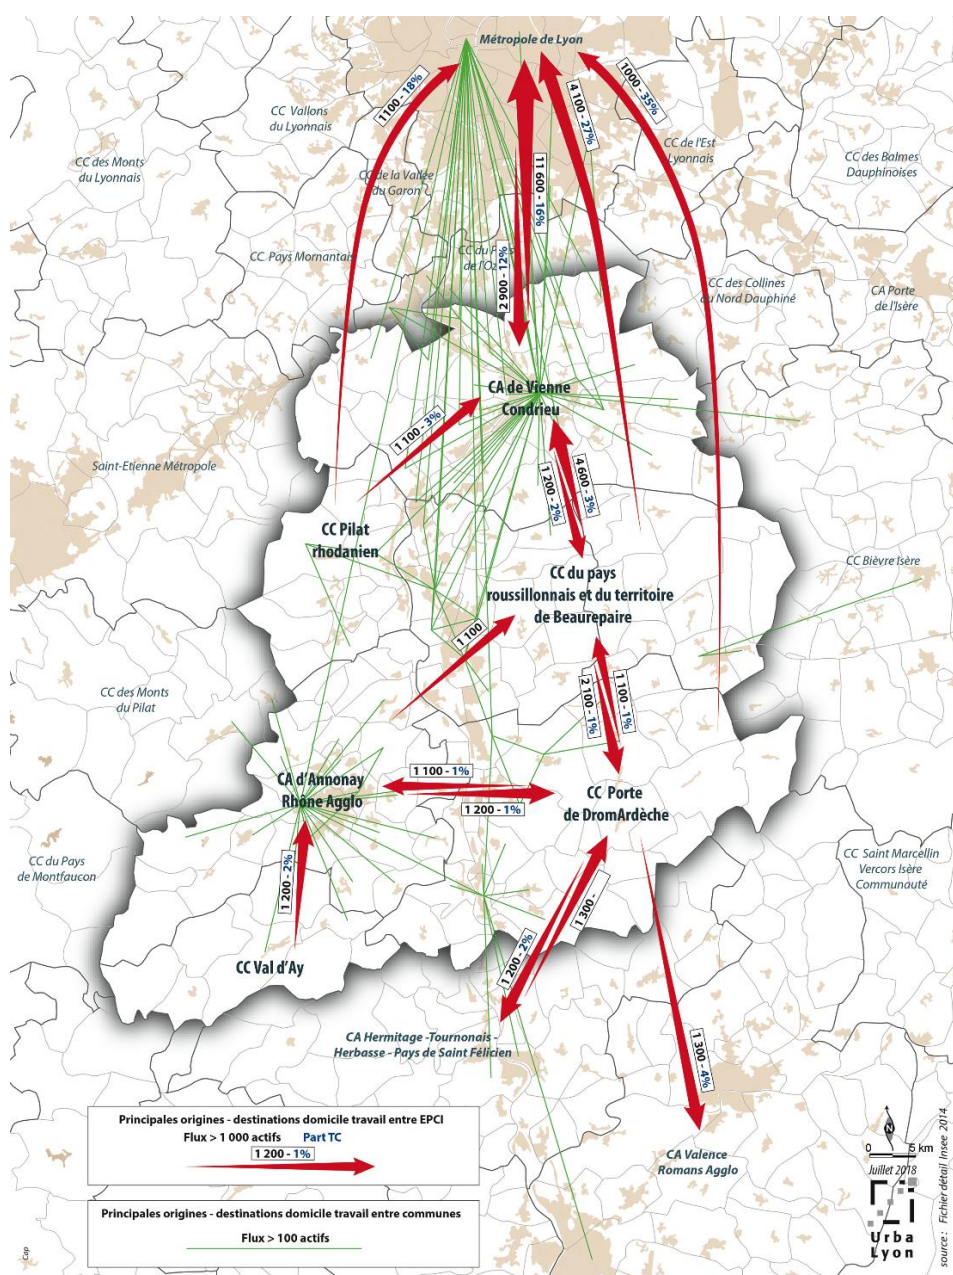 Métropole de Lyon
1100 - 18%
1000 - 35%
4 100 - 27%
11 600 - 16%
2 900 - 12%
CC Vallons
du Lyonnais
CC de l'Est
Lyonnais
CC des Monts
du Lyonnais
CC des Balmes
Dauphinoises
CC de la Vallée
du Garon
CC Pays Mornantais
CC du P
de l'Oz
CC des Collines
du Nord Dauphiné
CA Porte
de l'Isère
CA de Vienne
Condrieu
1 100 - 3%
Saint-Etienne Métropole
4 600 - 3%
1 200 - 2%
CC Pilat
rhodanien
CC Bièvre Isère
CC du pays
roussillonnais et du territoire
de Beaurepaire
1 100
CC des Monts
du Pilat
1 100 - 1%
2 100 - 1%
CA d'Annonay
Rhône Agglo
1 100 - 1%
1 200 - 1%
CC Porte
de DromArdèche
CC du Pays
de Montfaucon
CC Saint Marcellin
Vercors Isère
Communauté
1 200 - 2%
1 300 -
1 200 - 2%
CC Val d'Ay
CA Hermitage -Tournonais -
Herbasse - Pays de Saint Félicien
1 300 - 4%
CA Valence
Romans Agglo
Principales origines - destinations domicile travail entre EPCI
Flux > 1 000 actifs Part TC
1 200 - 1%
Principales origines - destinations domicile travail entre communes
Flux > 100 actifs
N
0 5 km
Juillet 2018
Urba
Lyon
source : Fichier détail Insee 2014
Cap